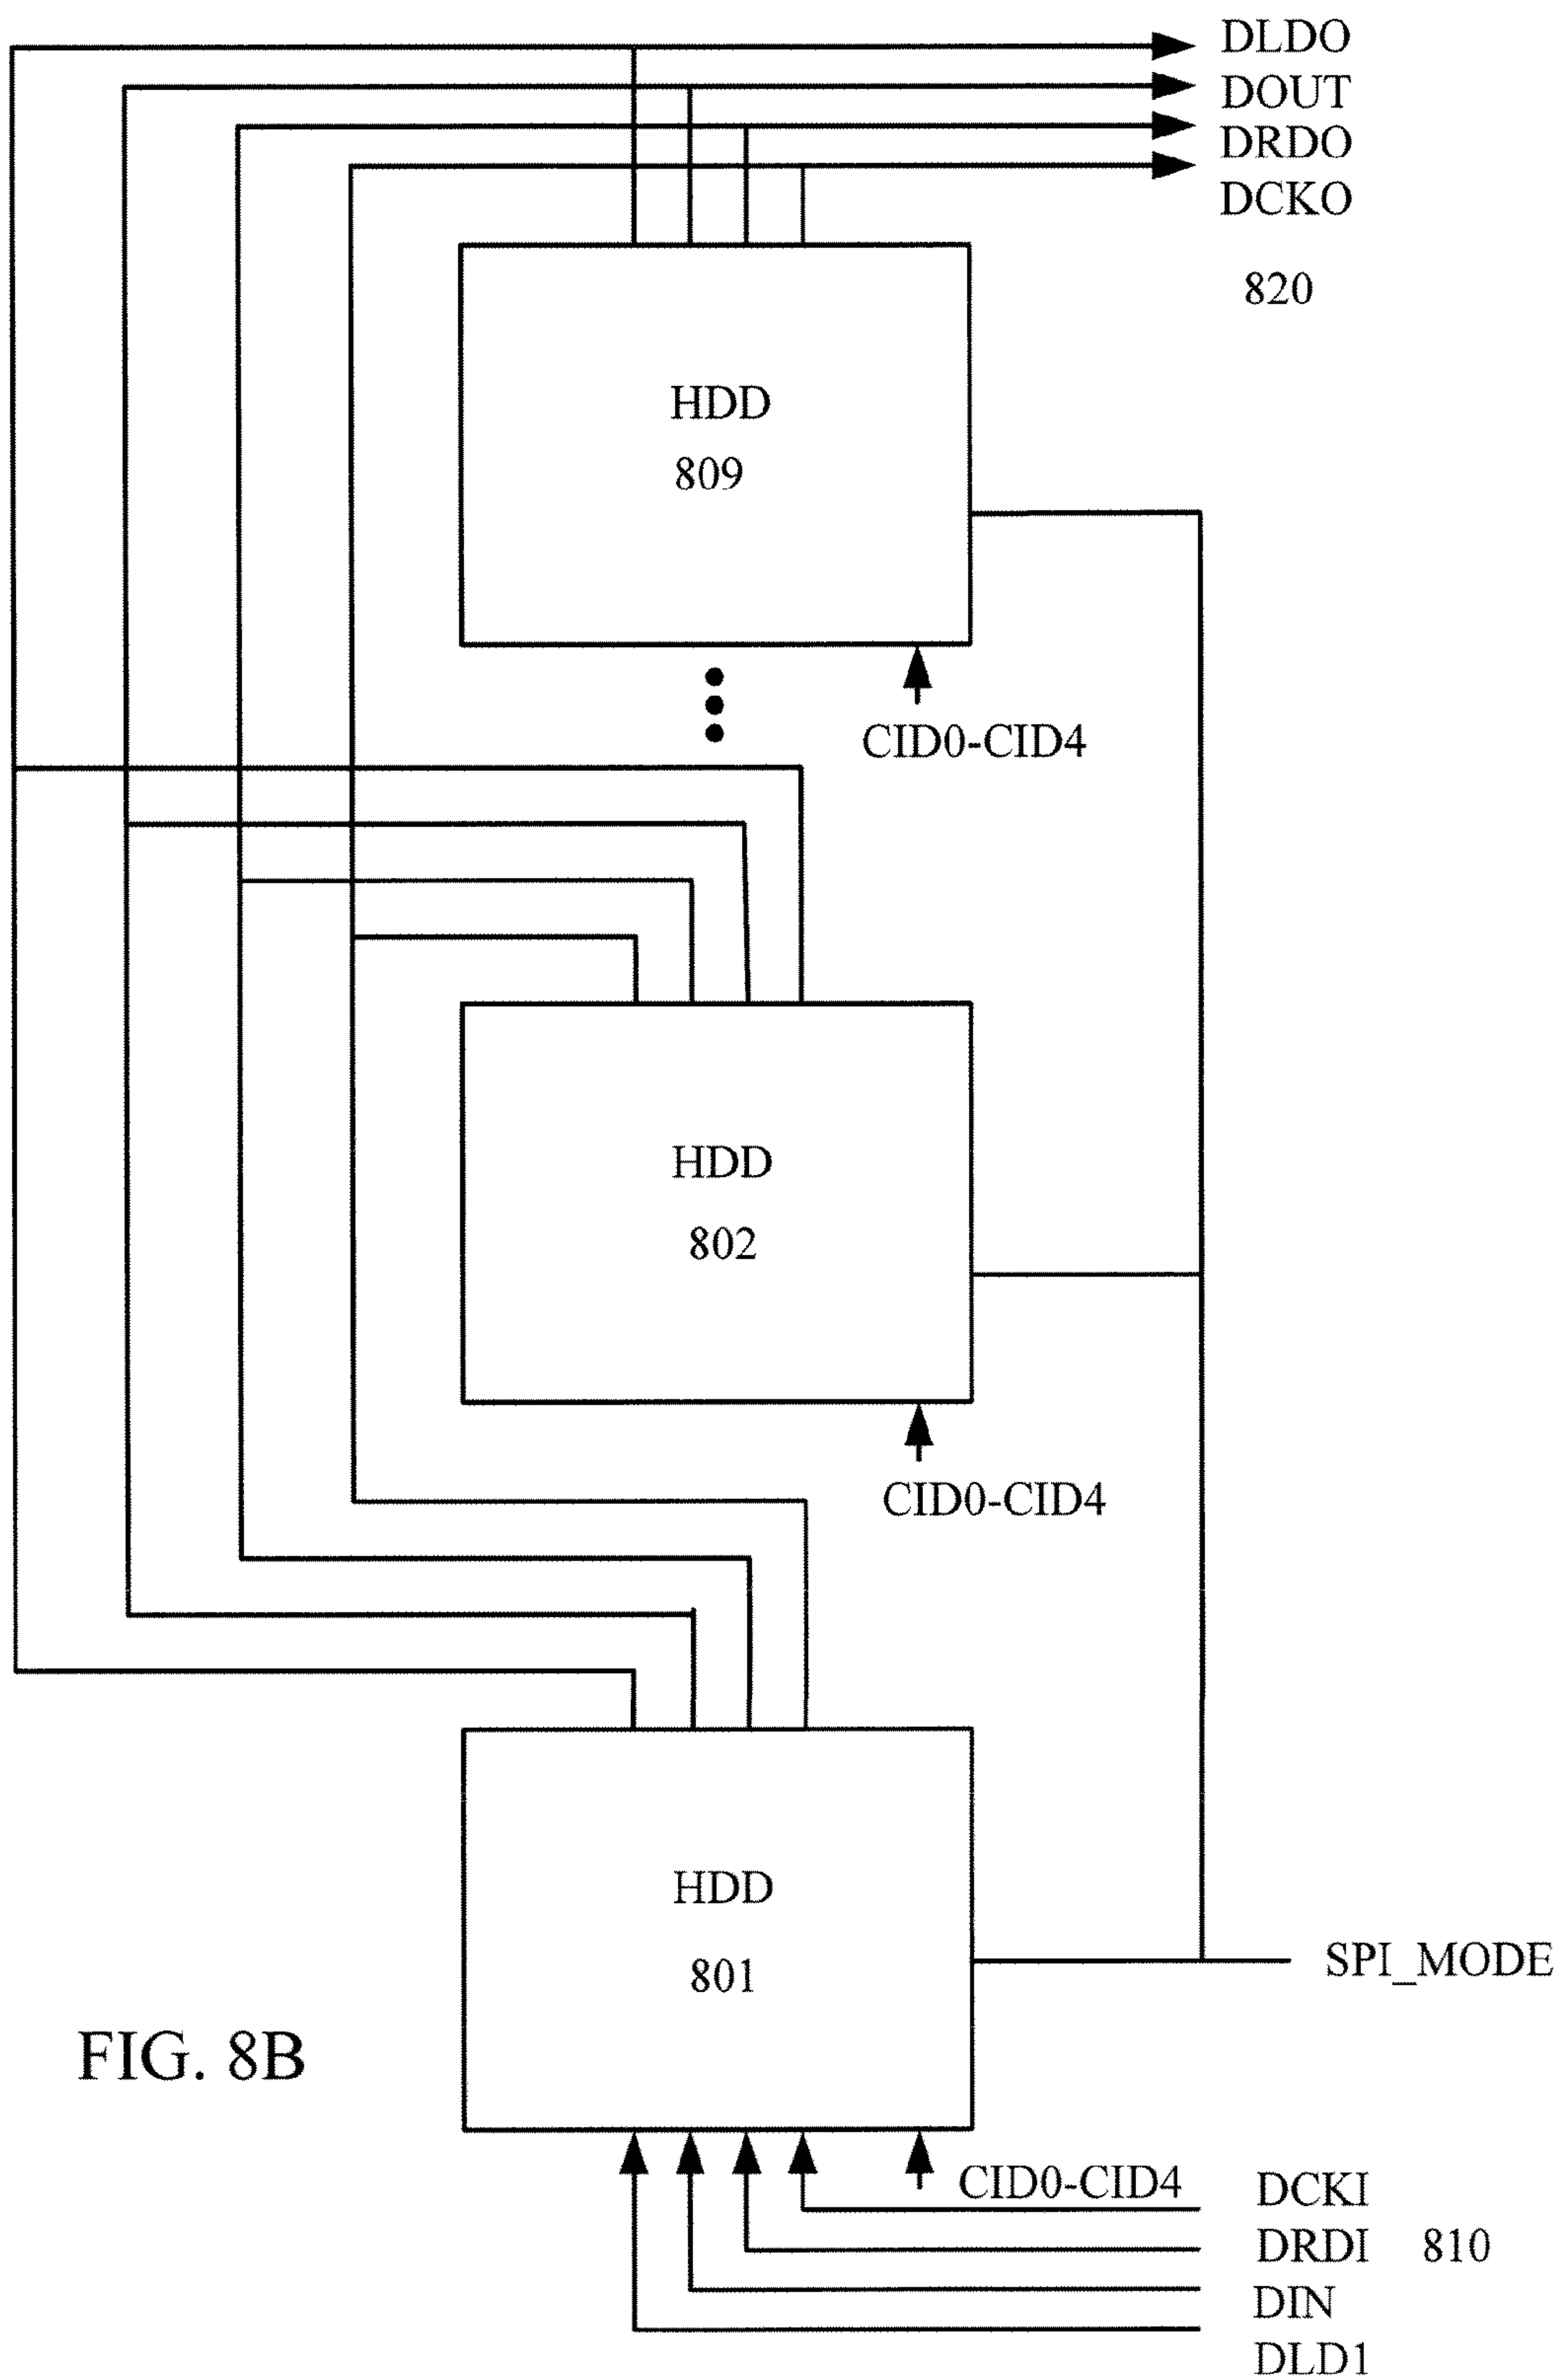 DLDO
DOUT
DRDO
DCKO
820
HDD
809
CID0-CID4
HDD
802
CID0-CID4
HDD
801
SPI_MODE
FIG. 8B
CID0-CID4
DCKI
DRDI 810
DIN
DLD1